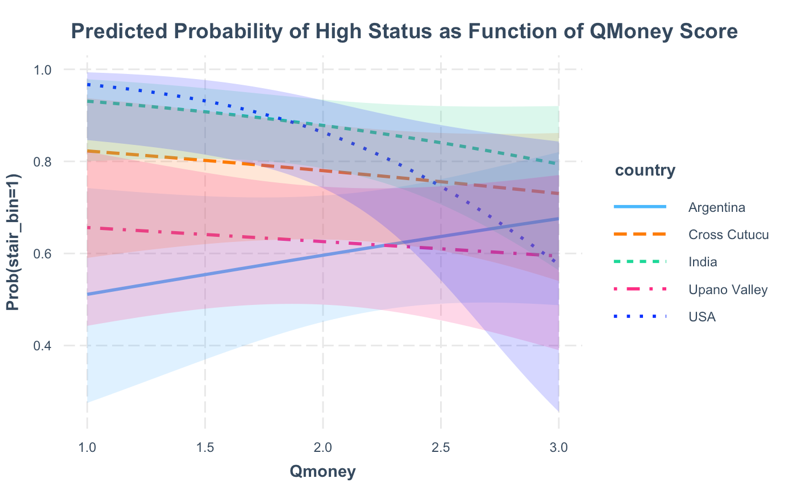 Predicted Probability of High Status as Function of QMoney Score
Prob(stair_bin=1)
1.0
0.8
0.6
0.4
1.0 1.5 2.0 2.5 3.0
Qmoney
country
Argentina
Cross Cutucu
India
Upano Valley
USA